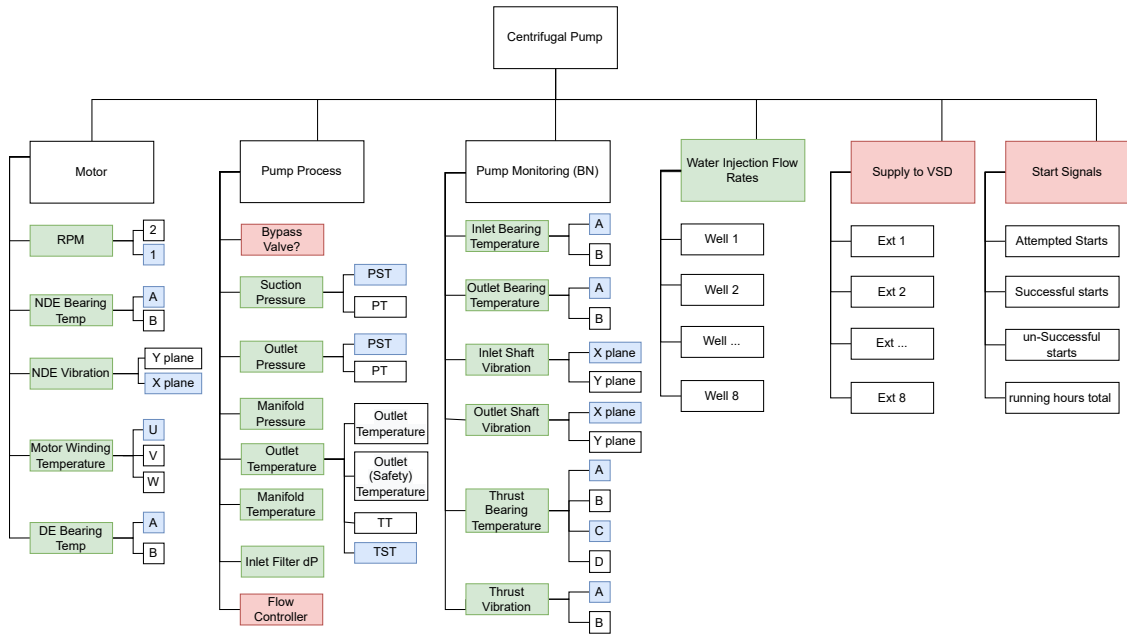 Centrifugal Pump
Motor
RPM
2
1
NDE Bearing
Temp
A
B
NDE Vibration
Y plane
X plane
Motor Winding
Temperature
U
V
W
DE Bearing
Temp
A
B
Pump Process
Bypass
Valve?
Suction
Pressure
PST
PT
Outlet
Pressure
PST
PT
Manifold
Pressure
Outlet
Temperature
Outlet
Temperature
Outlet
(Safety)
Temperature
TT
TST
Manifold
Temperature
Inlet Filter dP
Flow
Controller
Pump Monitoring (BN)
Inlet Bearing
Temperature
A
B
Outlet Bearing
Temperature
A
B
Inlet Shaft
Vibration
X plane
Y plane
Outlet Shaft
Vibration
X plane
Y plane
Thrust
Bearing
Temperature
A
B
C
D
Thrust
Vibration
A
B
Water Injection Flow
Rates
Well 1
Well 2
Well ...
Well 8
Supply to VSD
Ext 1
Ext 2
Ext ...
Ext 8
Start Signals
Attempted Starts
Successful starts
un-Successful
starts
running hours total